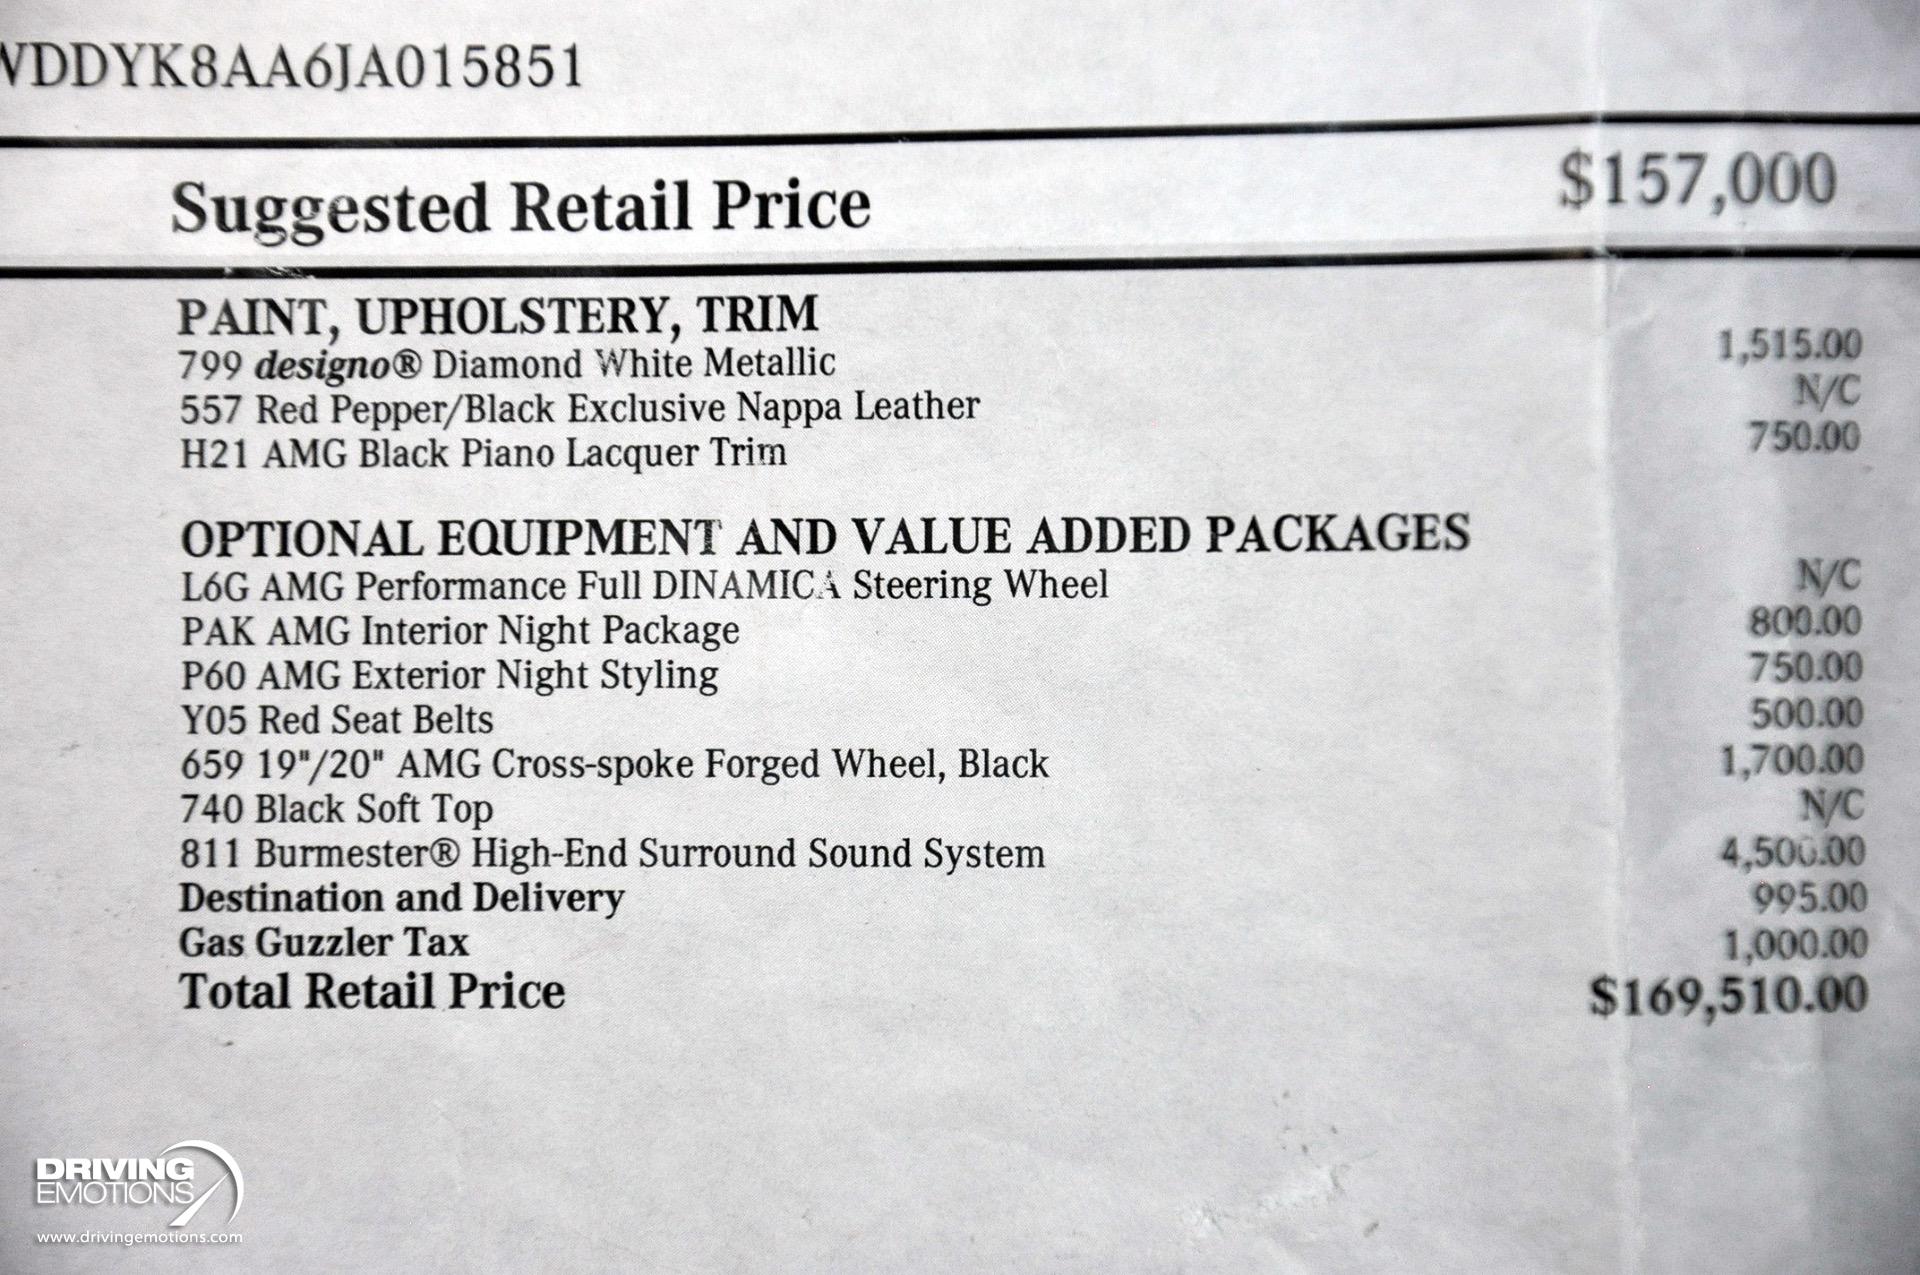 WDDYK8AA6JA015851
Suggested Retail Price $157,000
PAINT, UPHOLSTERY, TRIM
799 designo® Diamond White Metallic 1,515.00
557 Red Pepper/Black Exclusive Nappa Leather N/C
H21 AMG Black Piano Lacquer Trim 750.00
OPTIONAL EQUIPMENT AND VALUE ADDED PACKAGES
L6G AMG Performance Full DINAMICA Steering Wheel N/C
PAK AMG Interior Night Package 800.00
P60 AMG Exterior Night Styling 750.00
Y05 Red Seat Belts 500.00
659 19"/20" AMG Cross-spoke Forged Wheel, Black 1,700.00
740 Black Soft Top N/C
811 Burmester® High-End Surround Sound System 4,500.00
Destination and Delivery 995.00
Gas Guzzler Tax 1,000.00
Total Retail Price $169,510.00
DRIVING
EMOTIONS
www.drivingemotions.com